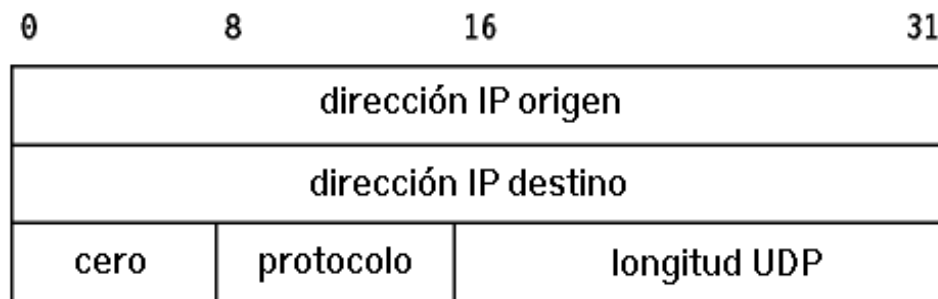 0 8 16 31
dirección IP origen
dirección IP destino
cero protocolo longitud UDP